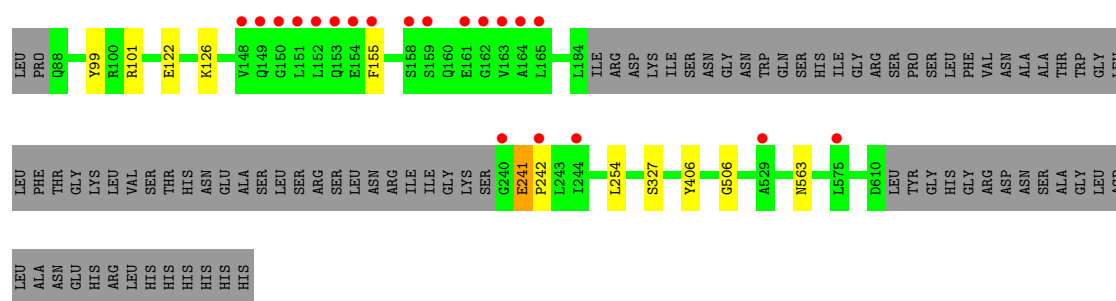 LEU PRO Q88 Y99 R100 R101 E122 K126 V148 Q149 G150 L151 L152 Q153 E154 F155 S158 S159 Q160 E161 G162 V163 A164 L165 L184 ILE ARG ASP LYS ILE SER ASN GLY ASN TRP GLN SER HIS ILE GLY ARG SER PRO SER LEU PHE VAL ASN ALA ALA THR TRP GLY
LEU PHE THR GLY LYS LEU VAL SER THR HIS ASN GLU ALA SER LEU SER ARG SER LEU ASN ARG ILE ILE GLY LYS SER G240 E241 P242 L243 I244 L254 S327 Y406 G506 A529 N563 L575 D610 LEU TYR GLY HIS GLY ARG ASP ASN SER ALA GLY LEU
LEU ALA ASN GLU HIS ARG LEU HIS HIS HIS HIS HIS HIS